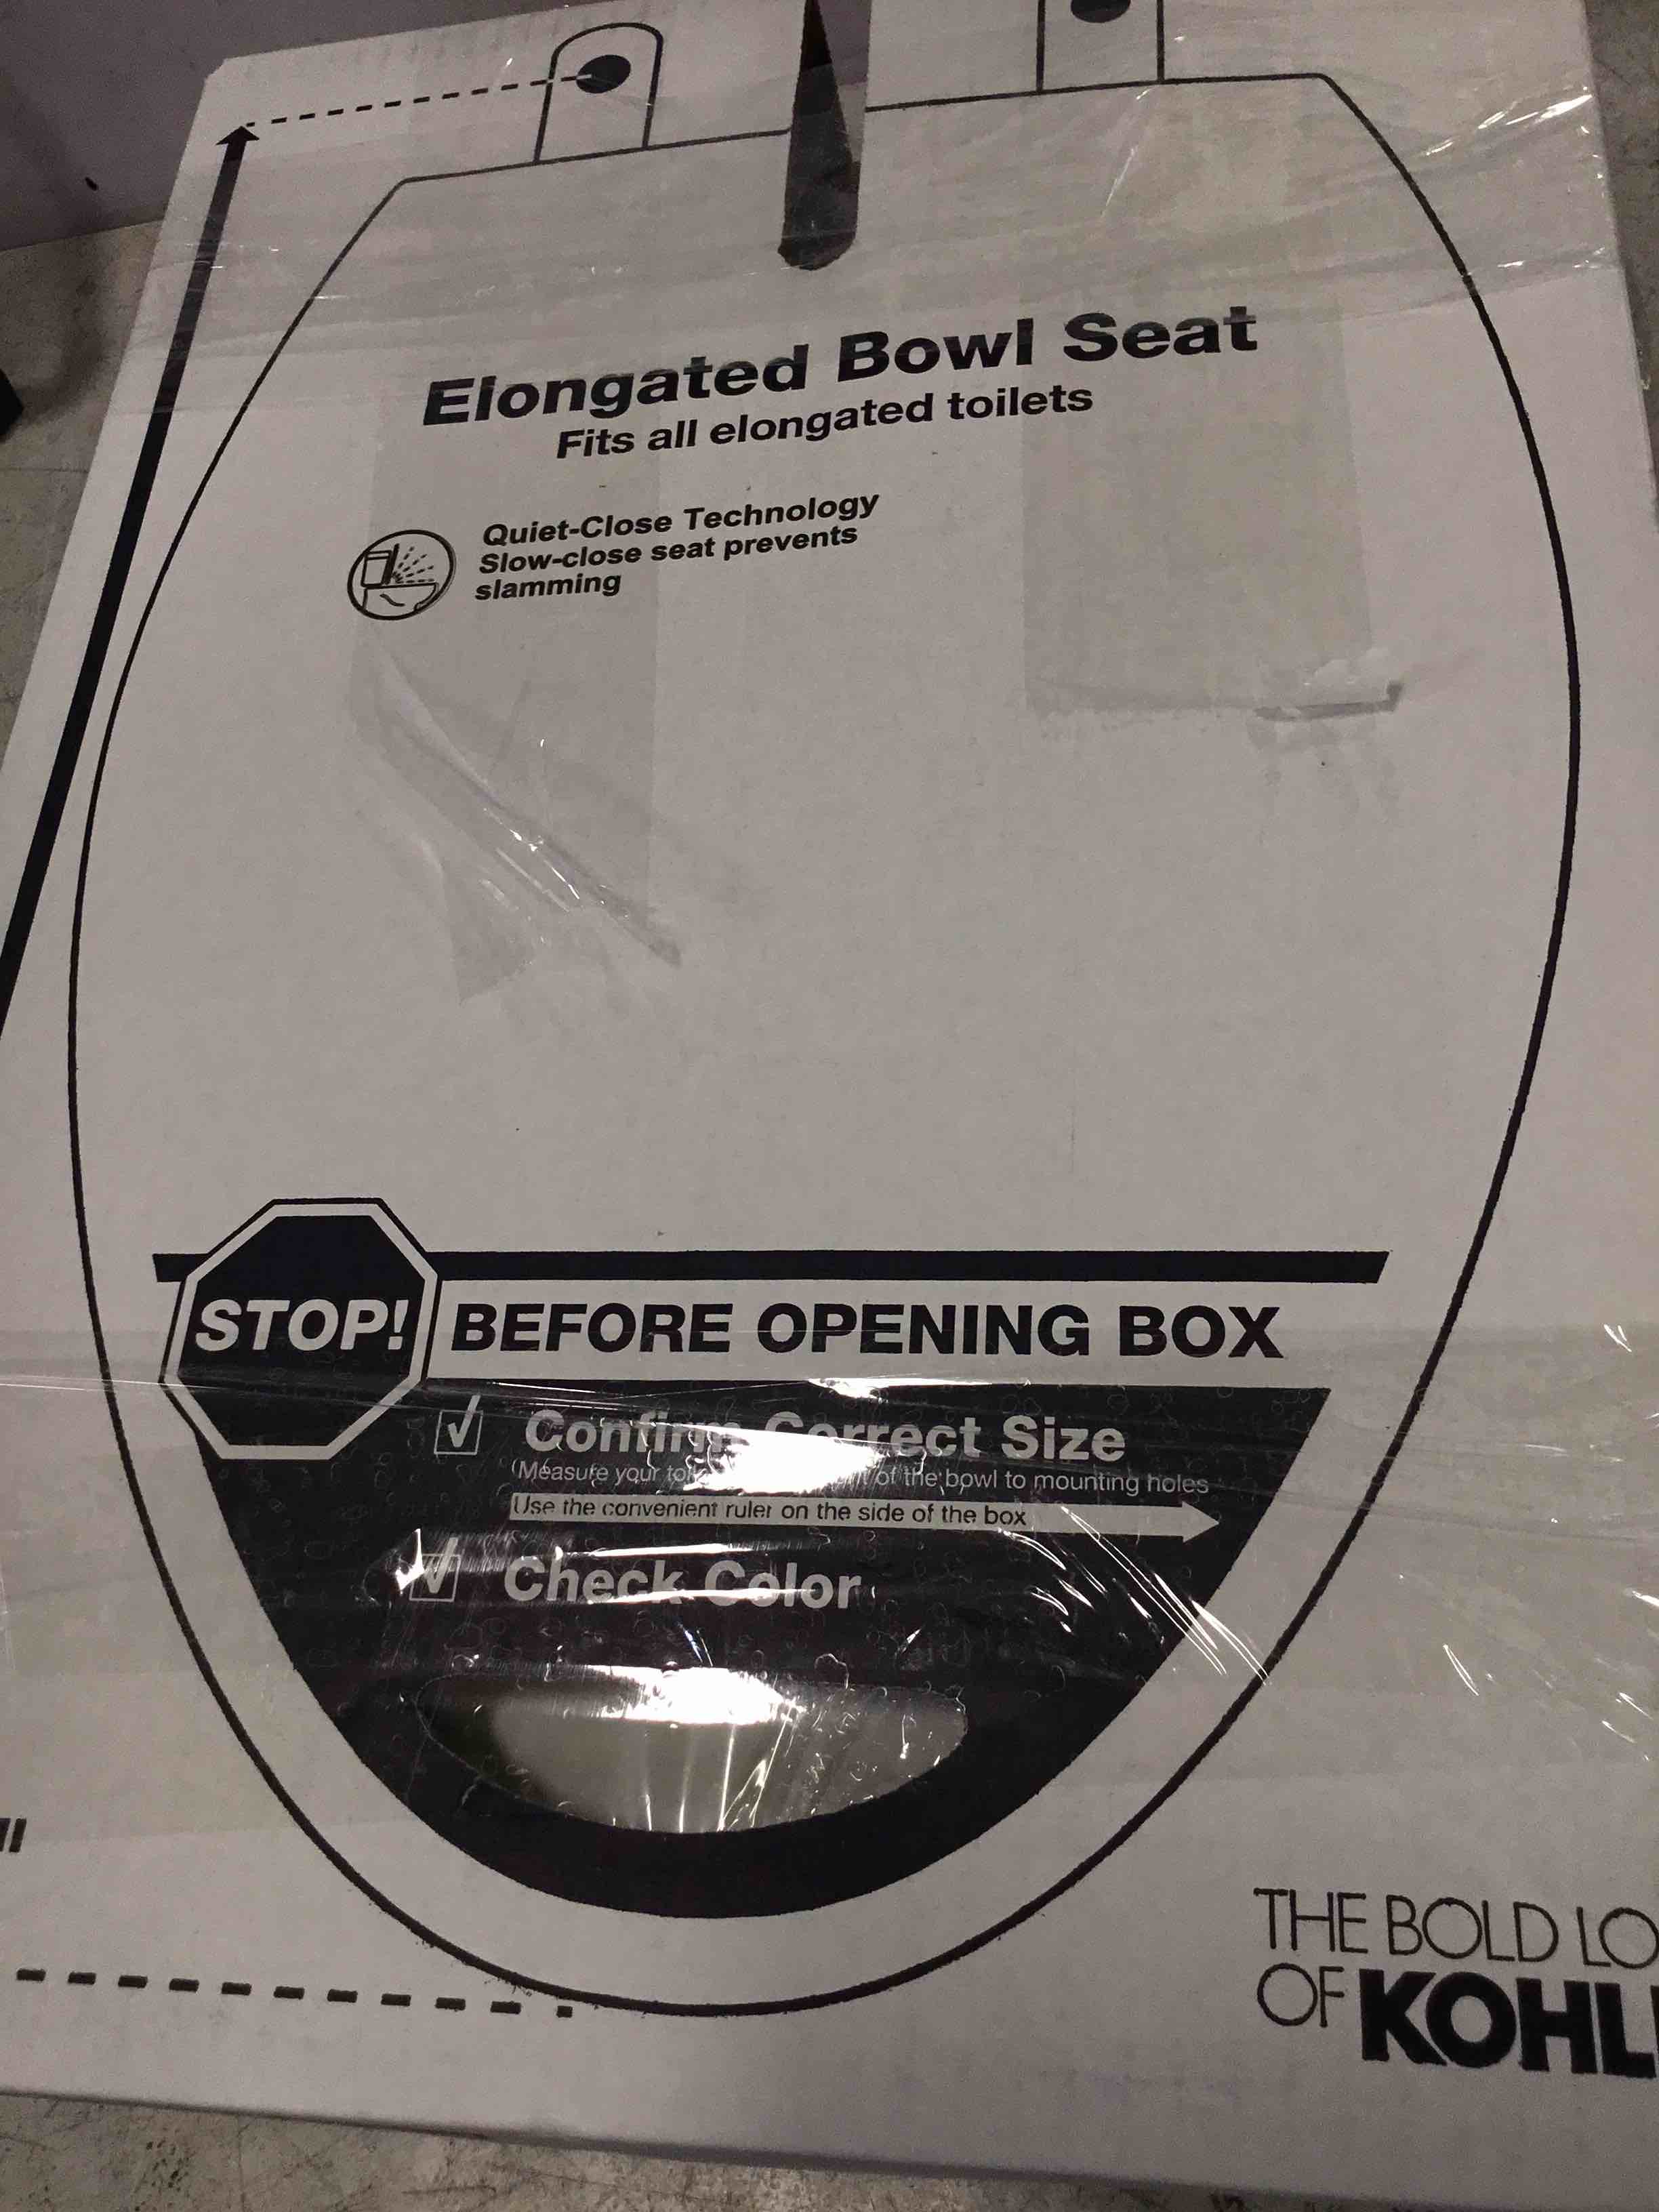 Elongated Bowl Seat
Fits all elongated toilets
Quiet-Close Technology
Slow-close seat prevents
slamming
STOP! BEFORE OPENING BOX
Confirm Correct Size
(Measure your of the bowl to mounting holes
Use the convenient ruler on the side of the box
Check Color
THE BOLD LO
OF KOHL